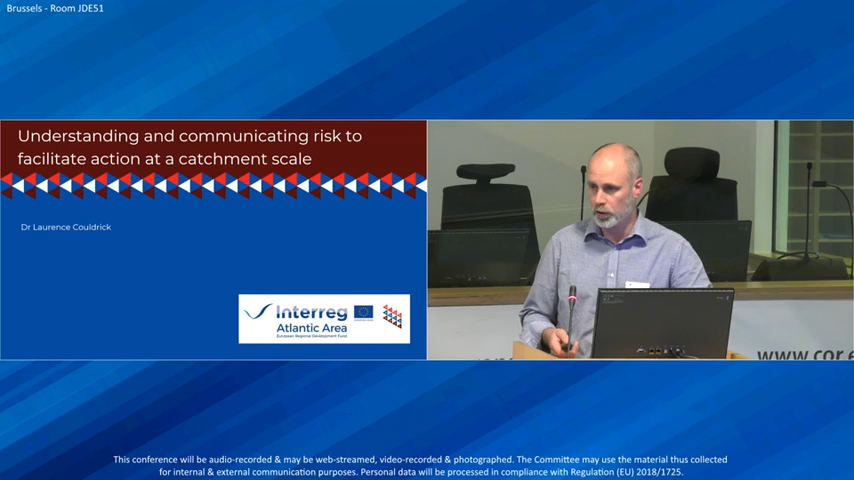 Brussels - Room JDE51
Understanding and communicating risk to
facilitate action at a catchment scale
Dr Laurence Couldrick
Interreg
Atlantic Area
European Regional Development Fund
www.cor.e
This conference will be audio-recorded & may be web-streamed, video-recorded & photographed. The Committee may use the material thus collected
for internal & external communication purposes. Personal data will be processed in compliance with Regulation (EU) 2018/1725.